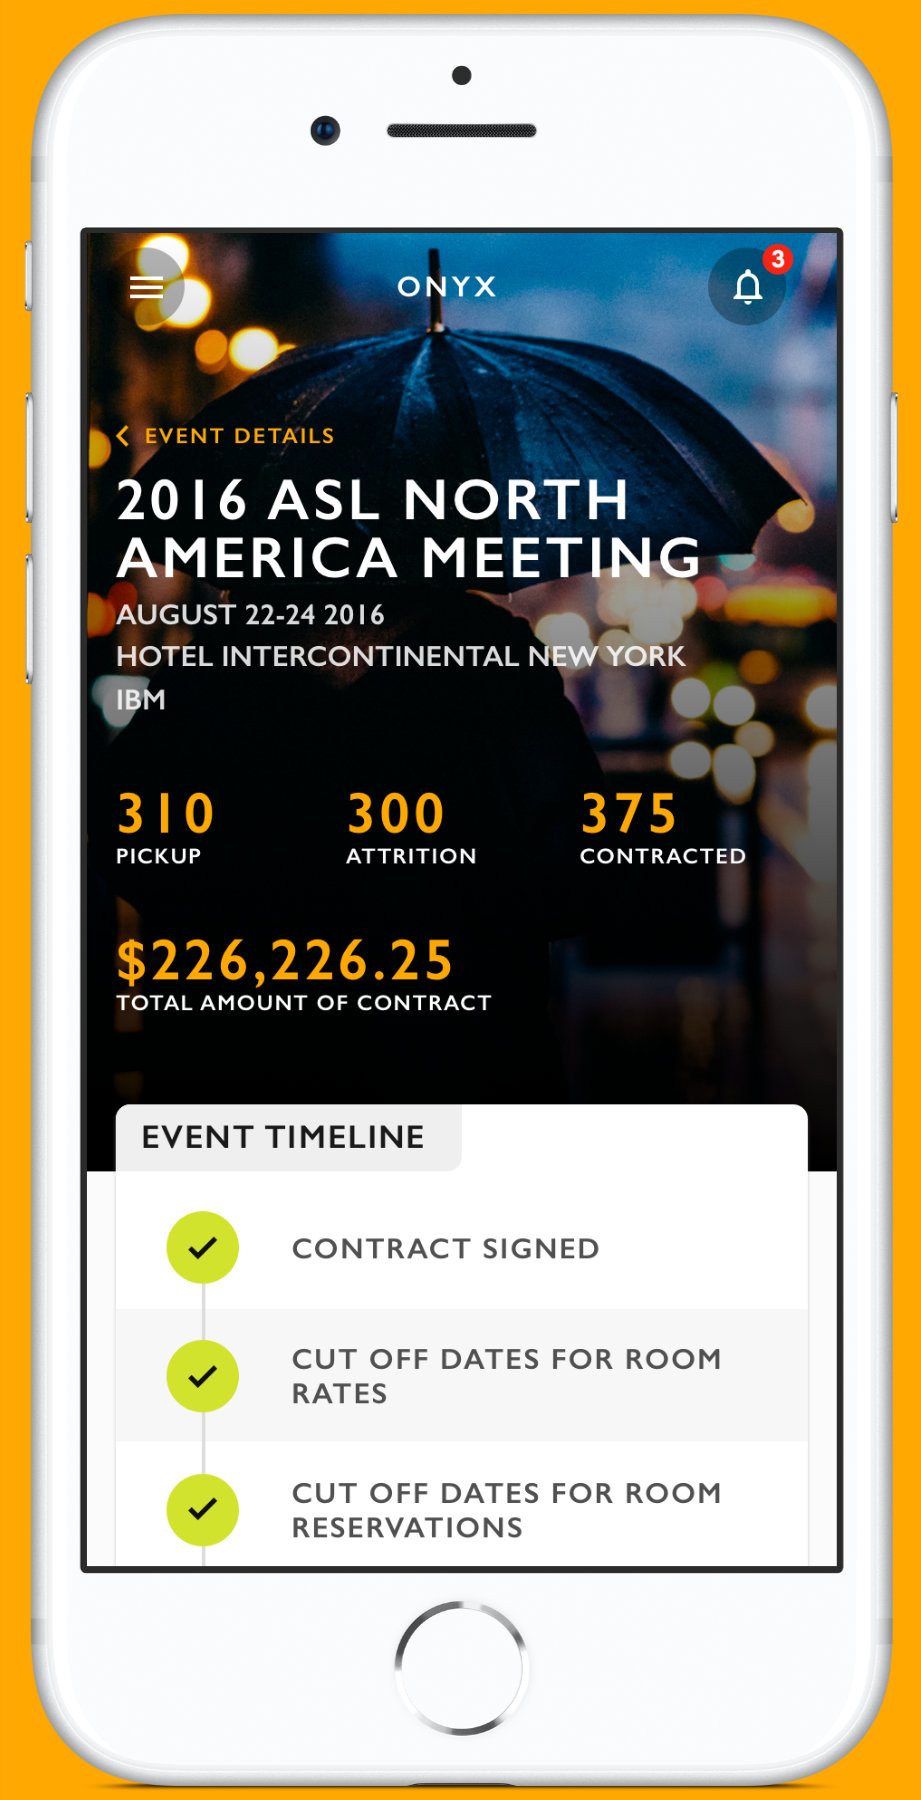 ONYX
3
EVENT DETAILS
2016 ASL NORTH
AMERICA MEETING
AUGUST 22-24 2016
HOTEL INTERCONTINENTAL NEW YORK
IBM
310 300 375
PICKUP ATTRITION CONTRACTED
$226,226.25
TOTAL AMOUNT OF CONTRACT
EVENT TIMELINE
CONTRACT SIGNED
CUT OFF DATES FOR ROOM
RATES
CUT OFF DATES FOR ROOM
RESERVATIONS